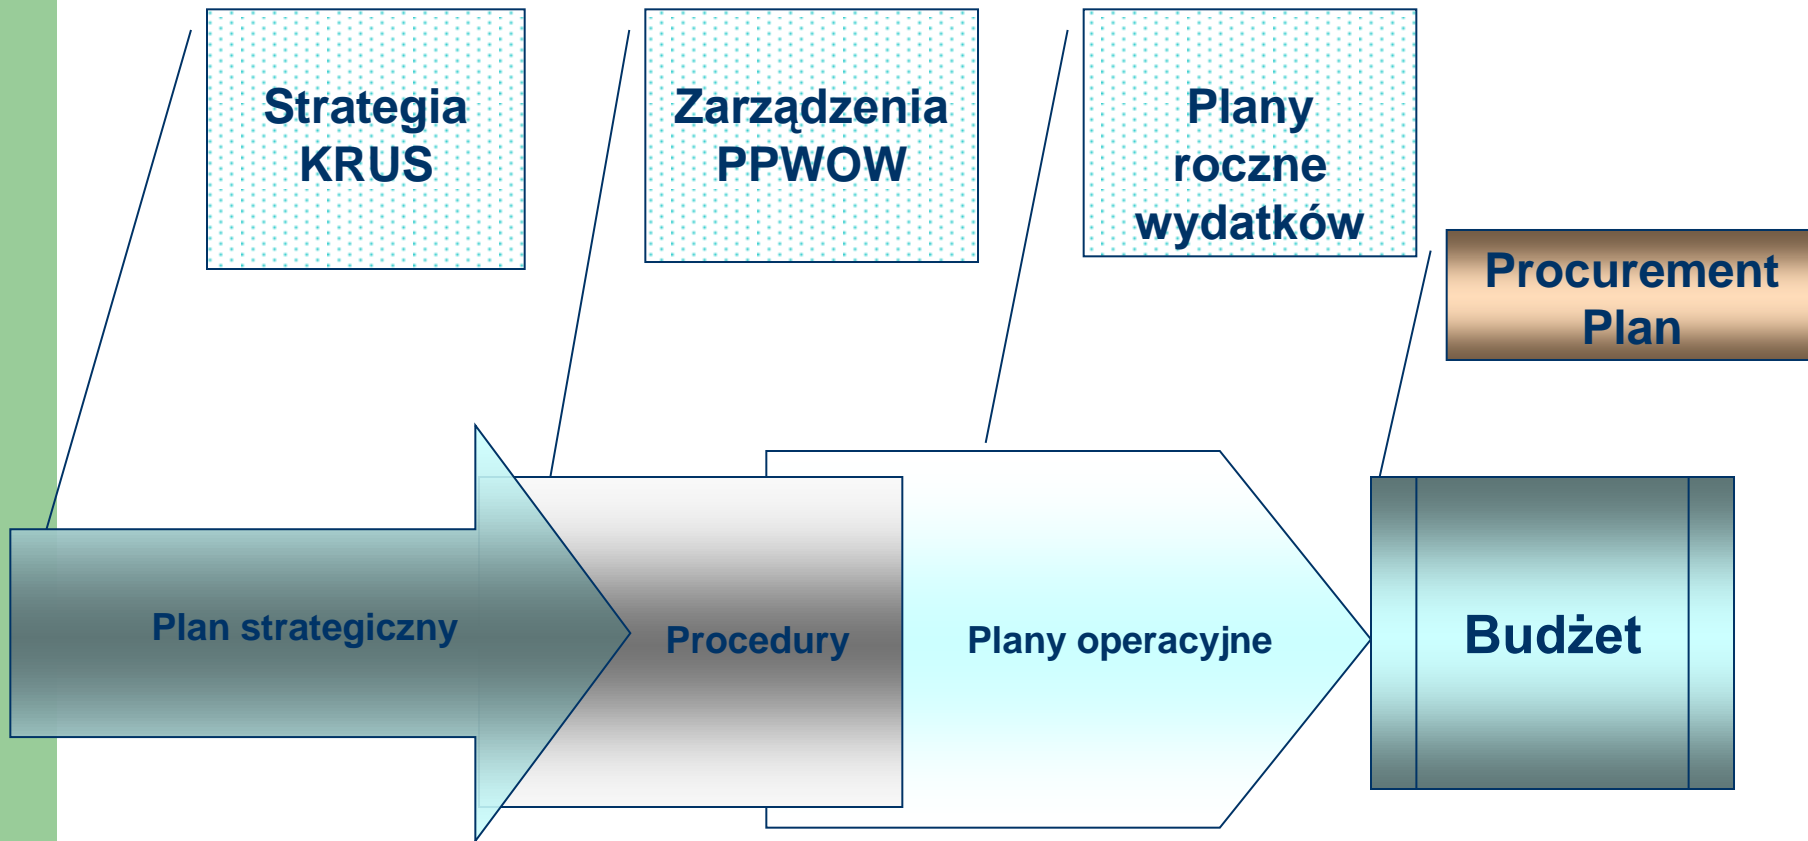 Strategia
KRUS
Zarządzenia
PPWOW
Plany
roczne
wydatków
Procurement
Plan
Plan strategiczny
Procedury
Plany operacyjne
Budżet